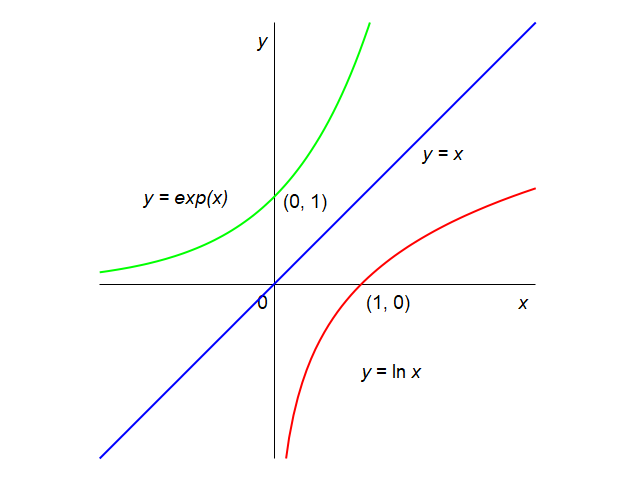 y
y = x
y = exp(x)
(0, 1)
0
(1, 0)
x
y = ln x